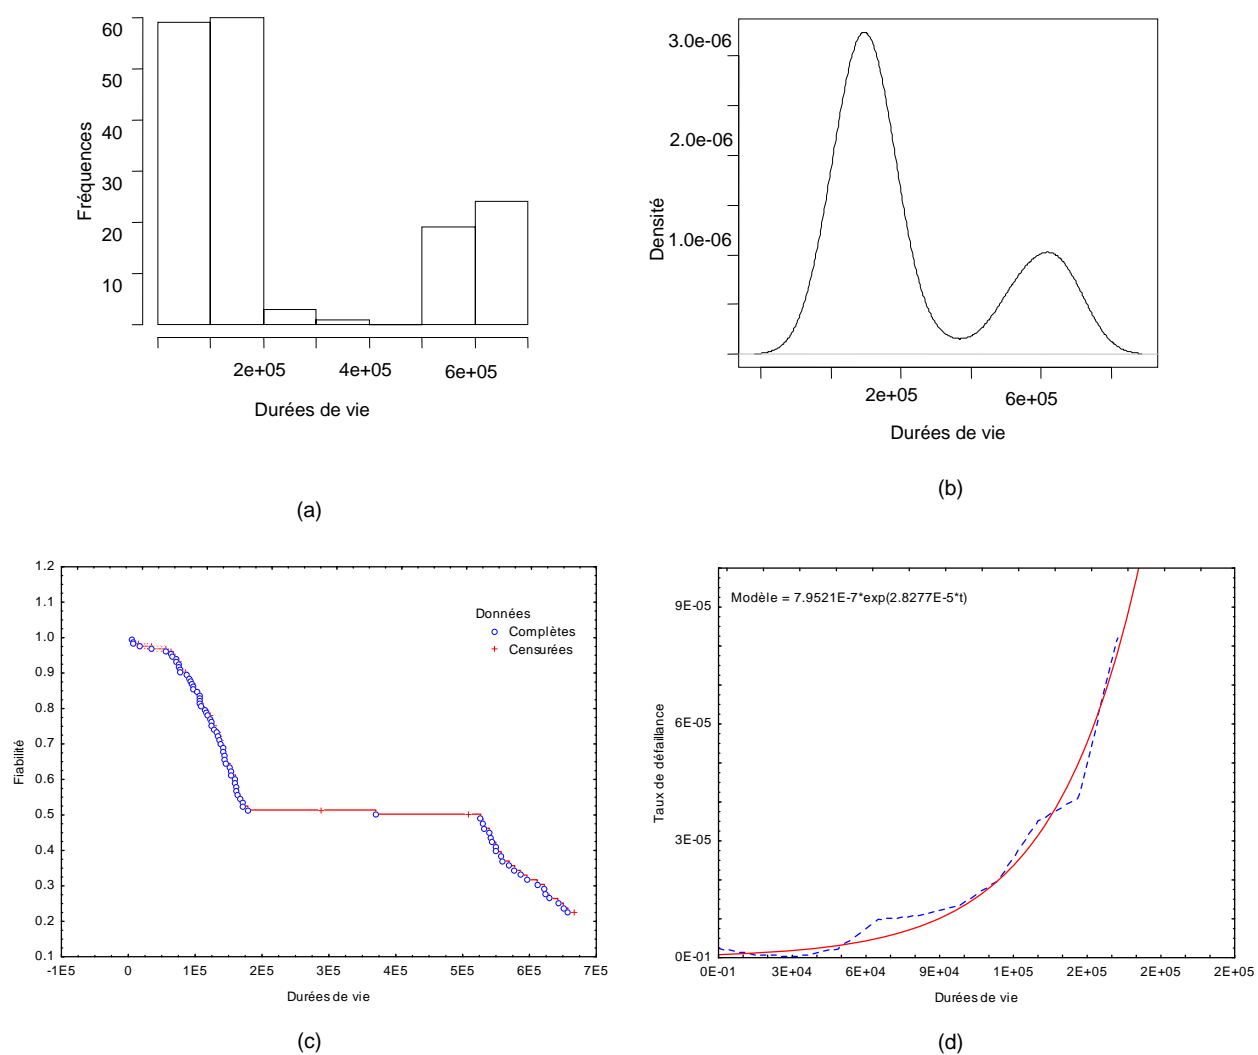 60
50
40
30
20
10
Fréquences
2e+05 4e+05 6e+05
Durées de vie
(a)
3.0e-06
2.0e-06
1.0e-06
Densité
2e+05 6e+05
Durées de vie
(b)
1.2
1.1
1.0
0.9
0.8
0.7
0.6
0.5
0.4
0.3
0.2
0.1
Fiabilité
Données
Complètes
Censurées
-1E5 0 1E5 2E5 3E5 4E5 5E5 6E5 7E5
Durées de vie
(c)
Modèle = 7.9521E-7*exp(2.8277E-5*t)
9E-05
6E-05
3E-05
0E-01
Taux de défaillance
0E-01 3E+04 6E+04 9E+04 1E+05 2E+05 2E+05 2E+05
Durées de vie
(d)